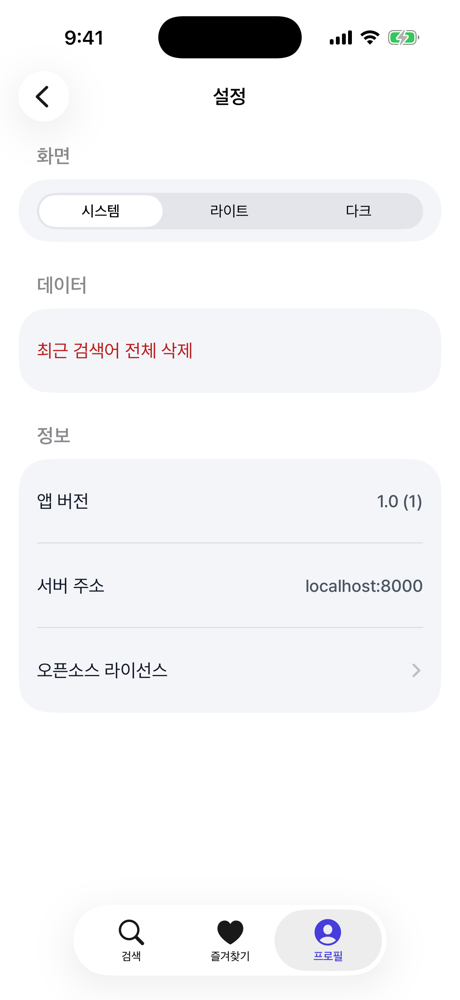 9:41
설정
화면
시스템 라이트 다크
데이터
최근 검색어 전체 삭제
정보
앱 버전 1.0 (1)
서버 주소 localhost:8000
오픈소스 라이선스
검색 즐겨찾기 프로필